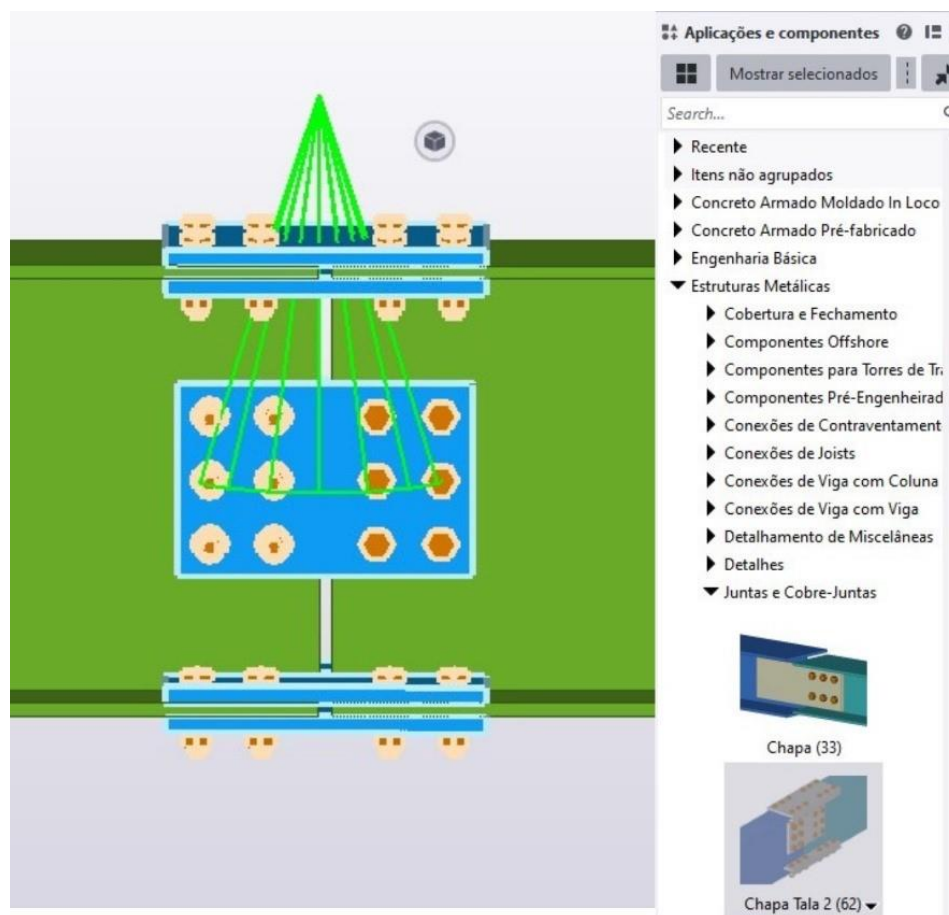 Aplicações e componentes
Mostrar selecionados
Search...
Recente
Itens não agrupados
Concreto Armado Moldado In Loco
Concreto Armado Pré-fabricado
Engenharia Básica
Estruturas Metálicas
Cobertura e Fechamento
Componentes Offshore
Componentes para Torres de Tra
Componentes Pré-Engenheirad
Conexões de Contraventament
Conexões de Joists
Conexões de Viga com Coluna
Conexões de Viga com Viga
Detalhamento de Miscelâneas
Detalhes
Juntas e Cobre-Juntas
Chapa (33)
Chapa Tala 2 (62)